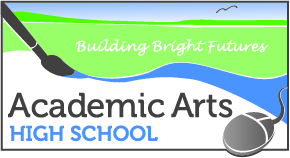 Building Bright Futures
Academic Arts
HIGH SCHOOL